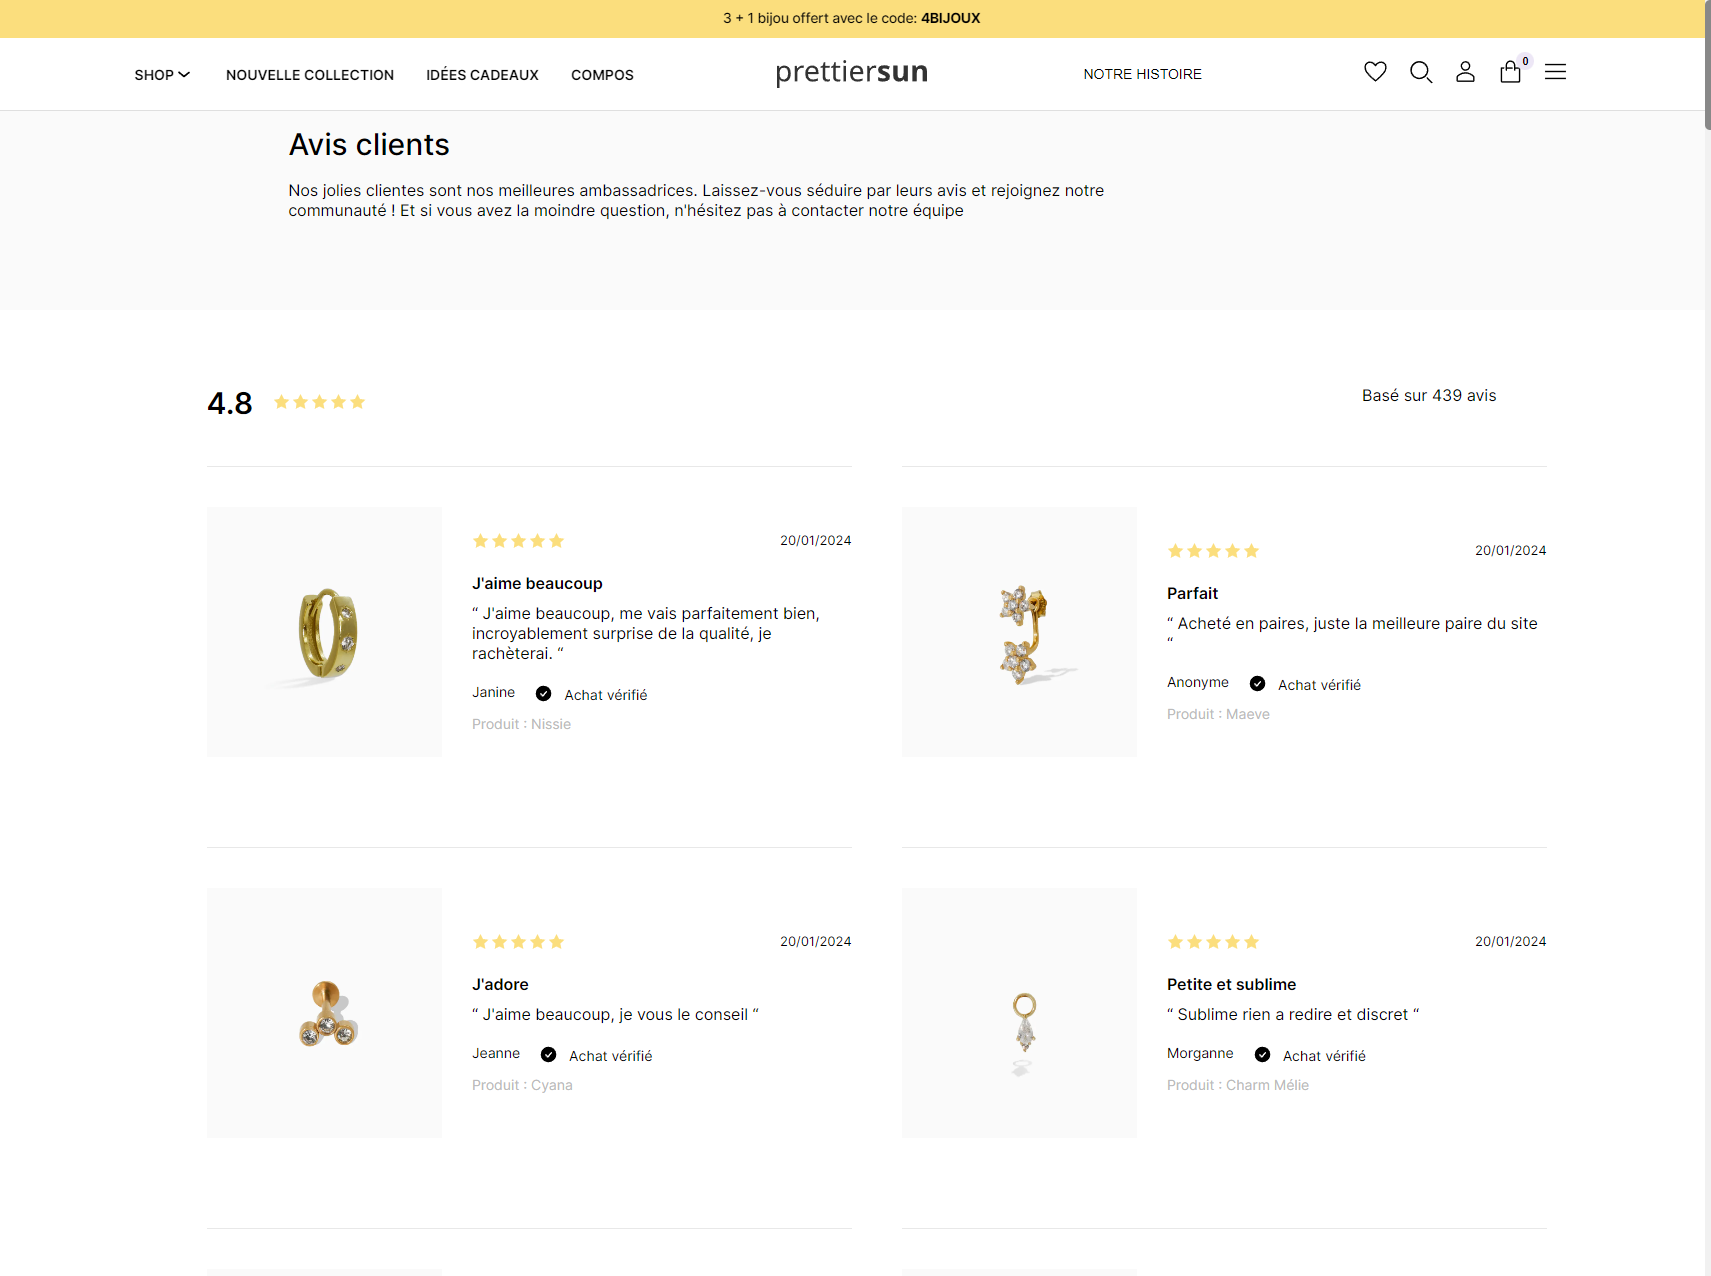 3 + 1 bijou offert avec le code: 4BIJOUX
SHOP
NOUVELLE COLLECTION
IDÉES CADEAUX
COMPOS
prettiersun
NOTRE HISTOIRE
0
Avis clients
Nos jolies clientes sont nos meilleures ambassadrices. Laissez-vous séduire par leurs avis et rejoignez notre
communauté ! Et si vous avez la moindre question, n'hésitez pas à contacter notre équipe
4.8
Basé sur 439 avis
20/01/2024
J'aime beaucoup
“ J'aime beaucoup, me vais parfaitement bien,
incroyablement surprise de la qualité, je
rachèterai. “
Janine
Achat vérifié
Produit : Nissie
20/01/2024
Parfait
“ Acheté en paires, juste la meilleure paire du site
“
Anonyme
Achat vérifié
Produit : Maeve
20/01/2024
J'adore
“ J'aime beaucoup, je vous le conseil ”
Jeanne
Achat vérifié
Produit : Cyana
20/01/2024
Petite et sublime
“ Sublime rien a redire et discret “
Morganne
Achat vérifié
Produit : Charm Mélie